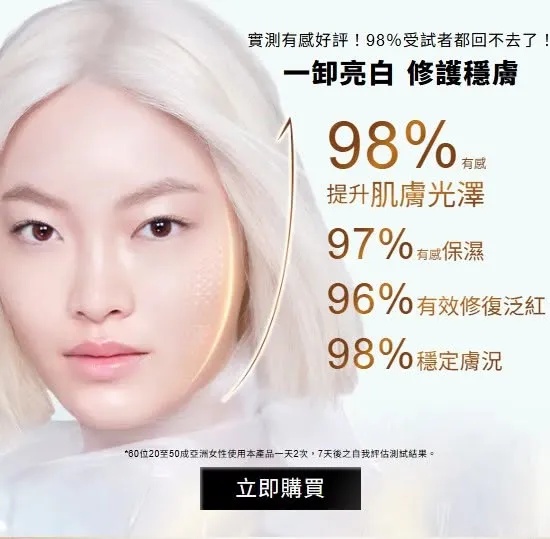 實測有感好評！98%受試者都回不去了！
一卸亮白 修護穩膚
98%有感
提升肌膚光澤
97%有感保濕
96%有效修復泛紅
98%穩定膚況
*80位20至50成亞洲女性使用本產品一天2次，7天後之自我評估測試結果。
立即購買